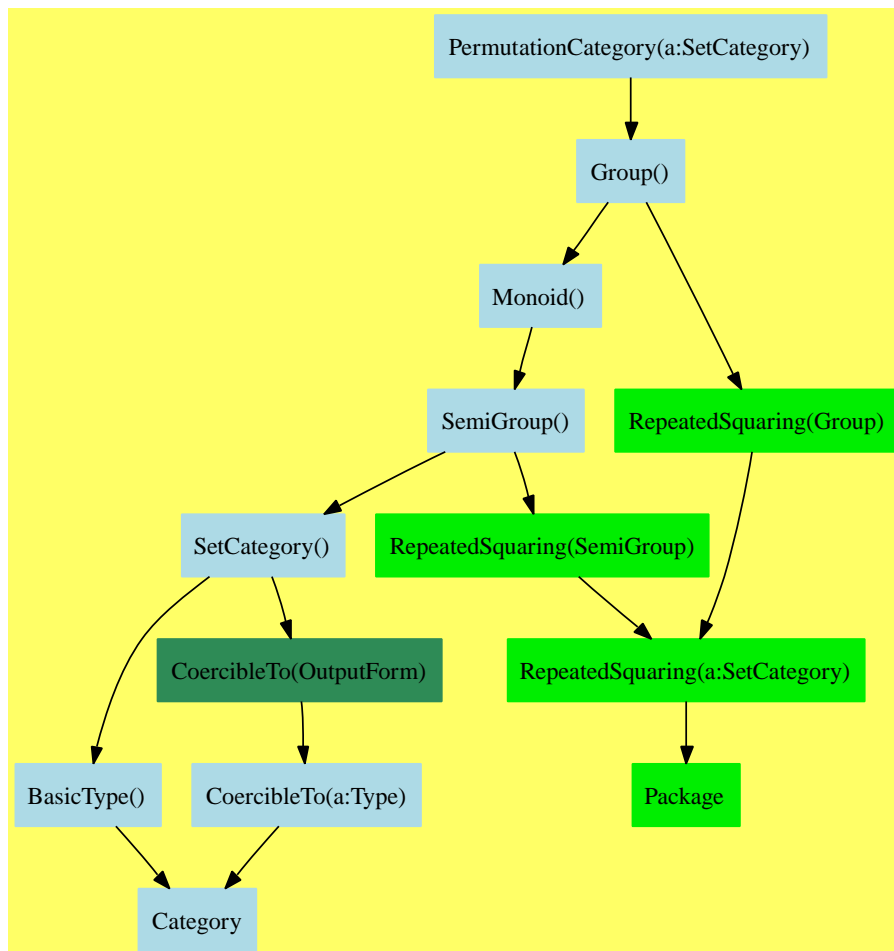 PermutationCategory(a:SetCategory)
Group()
Monoid()
SemiGroup()
RepeatedSquaring(Group)
SetCategory()
RepeatedSquaring(SemiGroup)
CoercibleTo(OutputForm)
RepeatedSquaring(a:SetCategory)
BasicType()
CoercibleTo(a:Type)
Package
Category